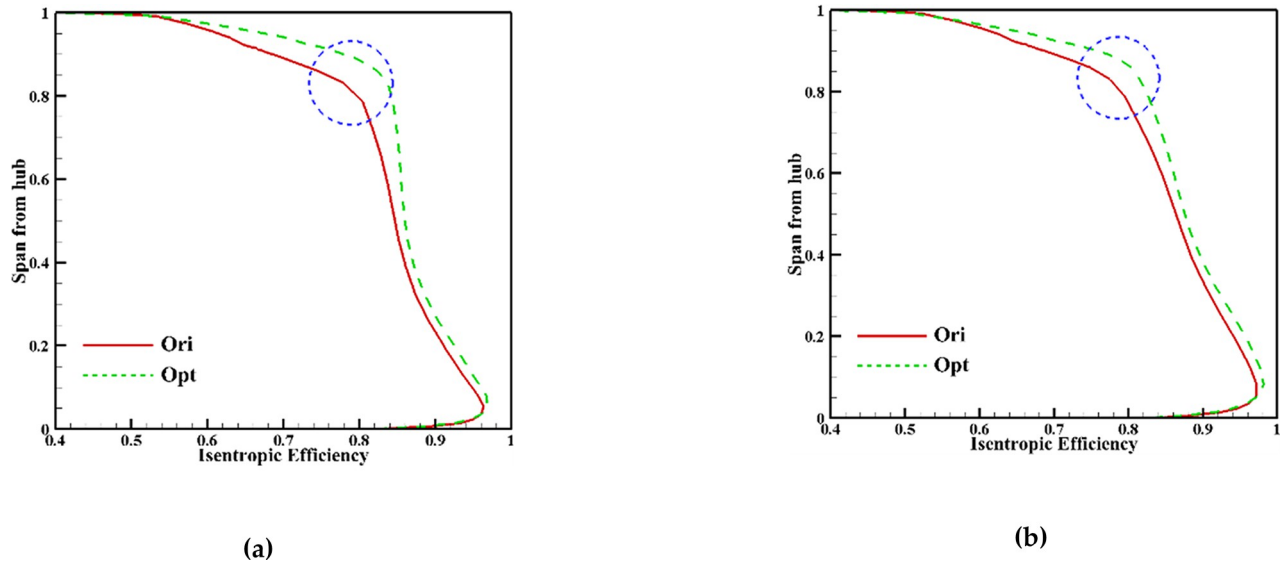 1
0.8
0.6
0.4
0.2
0
Span from hub
Ori
Opt
0.4 0.5 0.6 0.7 0.8 0.9 1
Isentropic Efficiency
(a)
1
0.8
0.6
0.4
0.2
0
Span from hub
Ori
Opt
0.4 0.5 0.6 0.7 0.8 0.9 1
Isentropic Efficiency
(b)